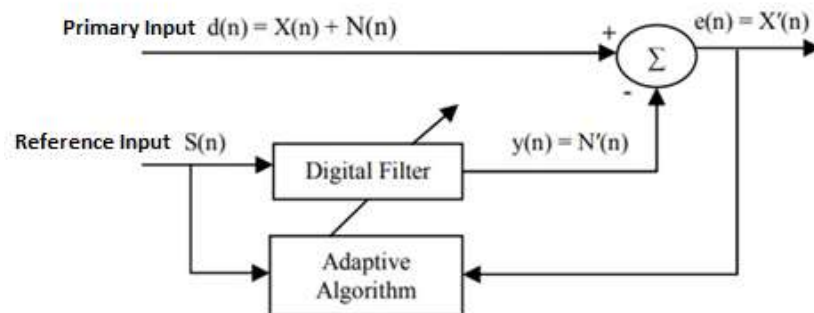 Primary Input d(n) = X(n) + N(n)
e(n) = X′(n)
+
Σ
-
Reference Input S(n)
y(n) = N′(n)
Digital Filter
Adaptive
Algorithm